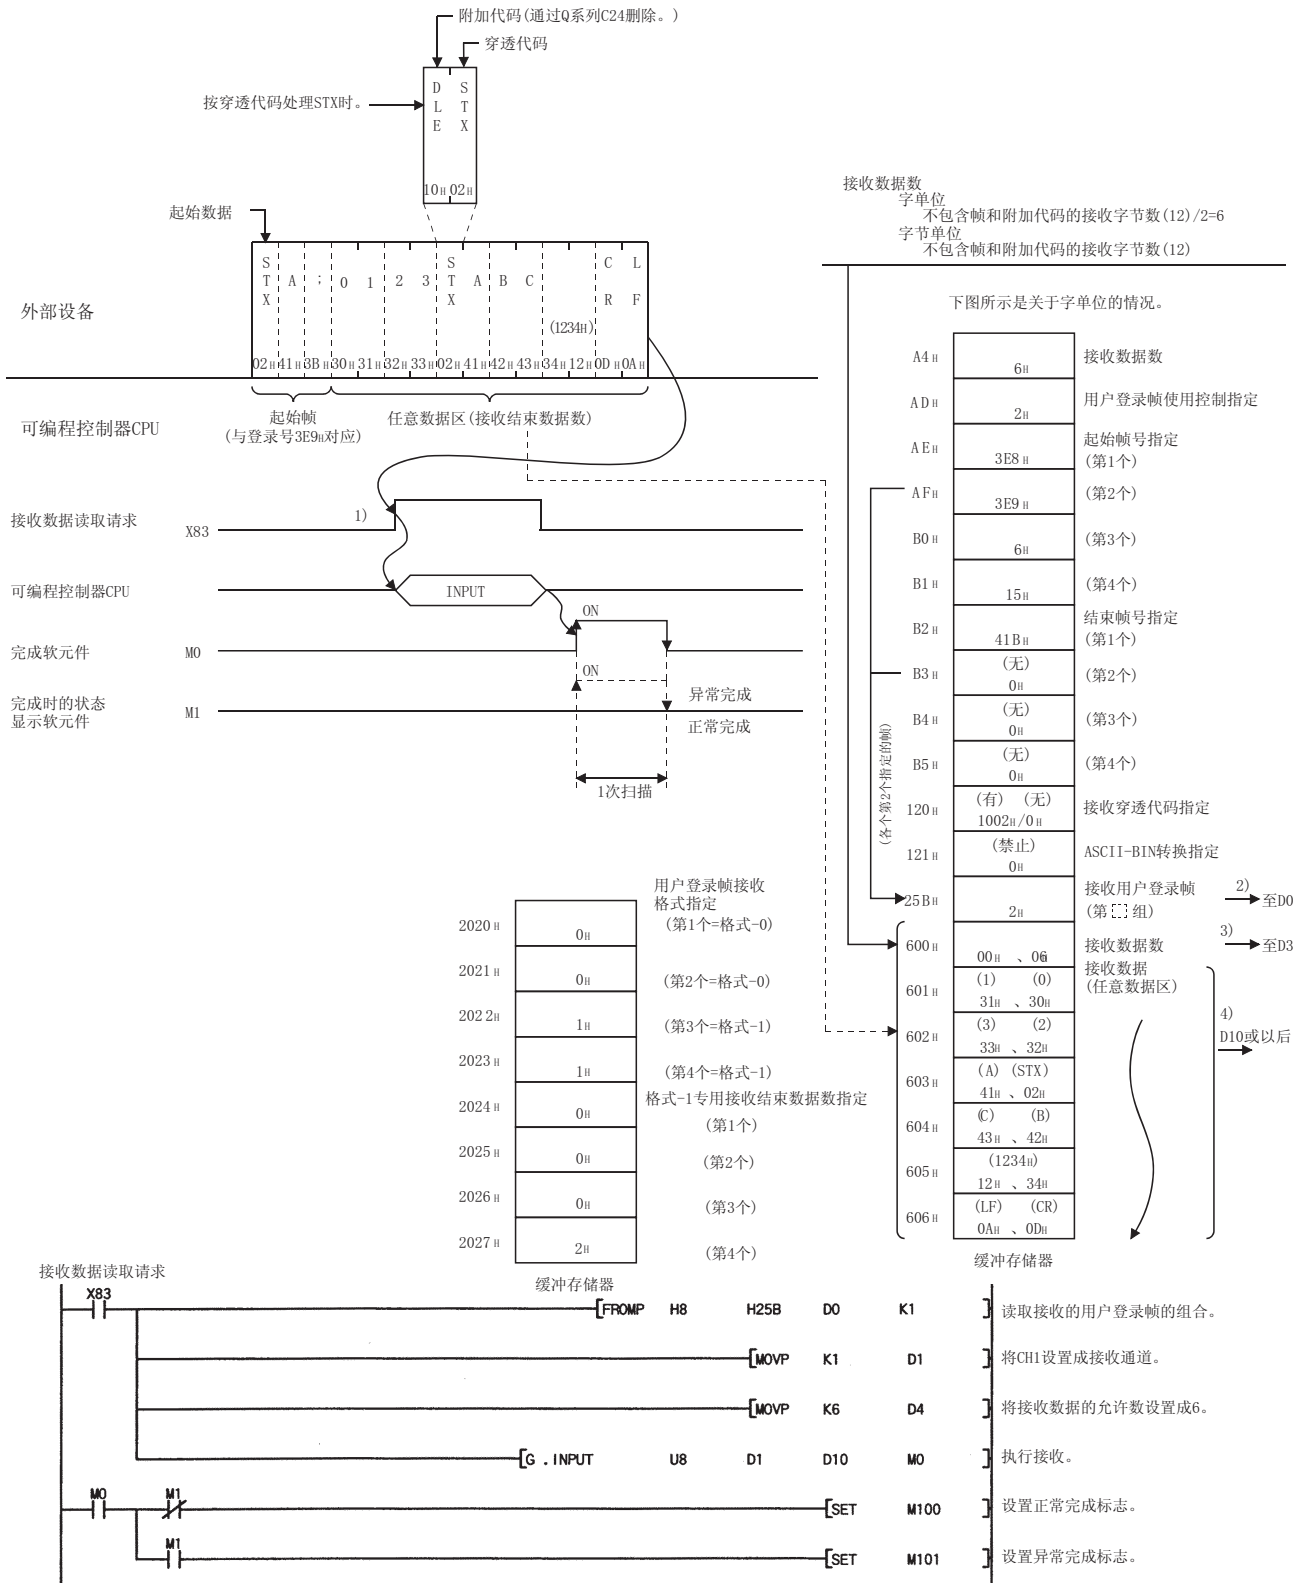 附加代码(通过Q系列C24删除。)
穿透代码
按穿透代码处理STX时。
D S
L T
E X
10H 02H
起始数据
外部设备
S S C L
T A ; 0 1 2 3 T A B C
X X R F
(1234H)
02H 41H 3BH 30H 31H 32H 33H 02H 41H 42H 43H 34H 12H 0DH 0AH
可编程控制器CPU
起始帧
(与登录号3E9H对应)
任意数据区(接收结束数据数)
接收数据读取请求 X83
1)
可编程控制器CPU
INPUT
ON
完成软元件 M0
ON
完成时的状态
显示软元件 M1
异常完成
正常完成
1次扫描
接收数据数
字单位
不包含帧和附加代码的接收字节数(12)/2=6
字节单位
不包含帧和附加代码的接收字节数(12)
下图所示是关于字单位的情况。
A4H 6H 接收数据数
ADH 2H 用户登录帧使用控制指定
AEH 3E8H 起始帧号指定
(第1个)
AFH 3E9H (第2个)
B0H 6H (第3个)
B1H 15H (第4个)
B2H 41BH 结束帧号指定
(第1个)
B3H (无) 0H (第2个)
B4H (无) 0H (第3个)
B5H (无) 0H (第4个)
120H (有) (无) 1002H/0H 接收穿透代码指定
121H (禁止) 0H ASCII-BIN转换指定
(各个第2个指定的帧)
25BH 2H 接收用户登录帧
(第 组)
2) 至D0
600H 00H 、06 接收数据数
3) 至D3
接收数据
(任意数据区)
601H (1) (0) 31H 、30H
602H (3) (2) 33H 、32H
603H (A) (STX) 41H 、02H
604H (C) (B) 43H 、42H
605H (1234H) 12H 、34H
606H (LF) (CR) 0AH 、0DH
4)
D10或以后
缓冲存储器
用户登录帧接收
格式指定
2020H 0H (第1个=格式-0)
2021H 0H (第2个=格式-0)
2022H 1H (第3个=格式-1)
2023H 1H (第4个=格式-1)
格式-1专用接收结束数据数指定
2024H 0H (第1个)
2025H 0H (第2个)
2026H 0H (第3个)
2027H 2H (第4个)
缓冲存储器
接收数据读取请求
X83
FROMP H8 H25B D0 K1 读取接收的用户登录帧的组合。
MOVP K1 D1 将CH1设置成接收通道。
MOVP K6 D4 将接收数据的允许数设置成6。
G .INPUT U8 D1 D10 M0 执行接收。
M0 M1
SET M100 设置正常完成标志。
M1
SET M101 设置异常完成标志。